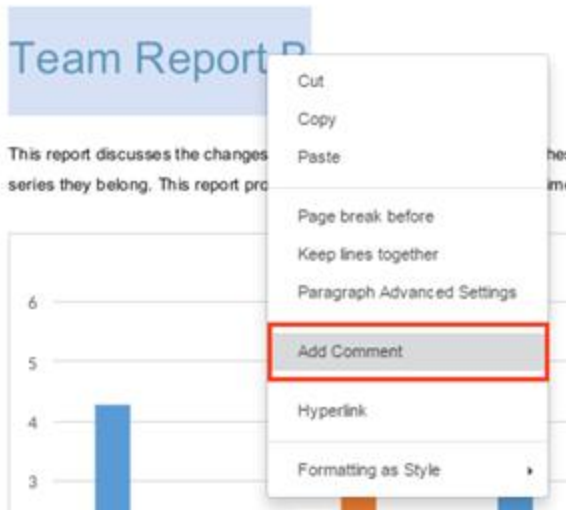 Team Report
Cut
Copy
This report discusses the changes
Paste
series they belong. This report
Page break before
Keep lines together
Paragraph Advanced Settings
6
Add Comment
5
Hyperlink
4
Formatting as Style
3